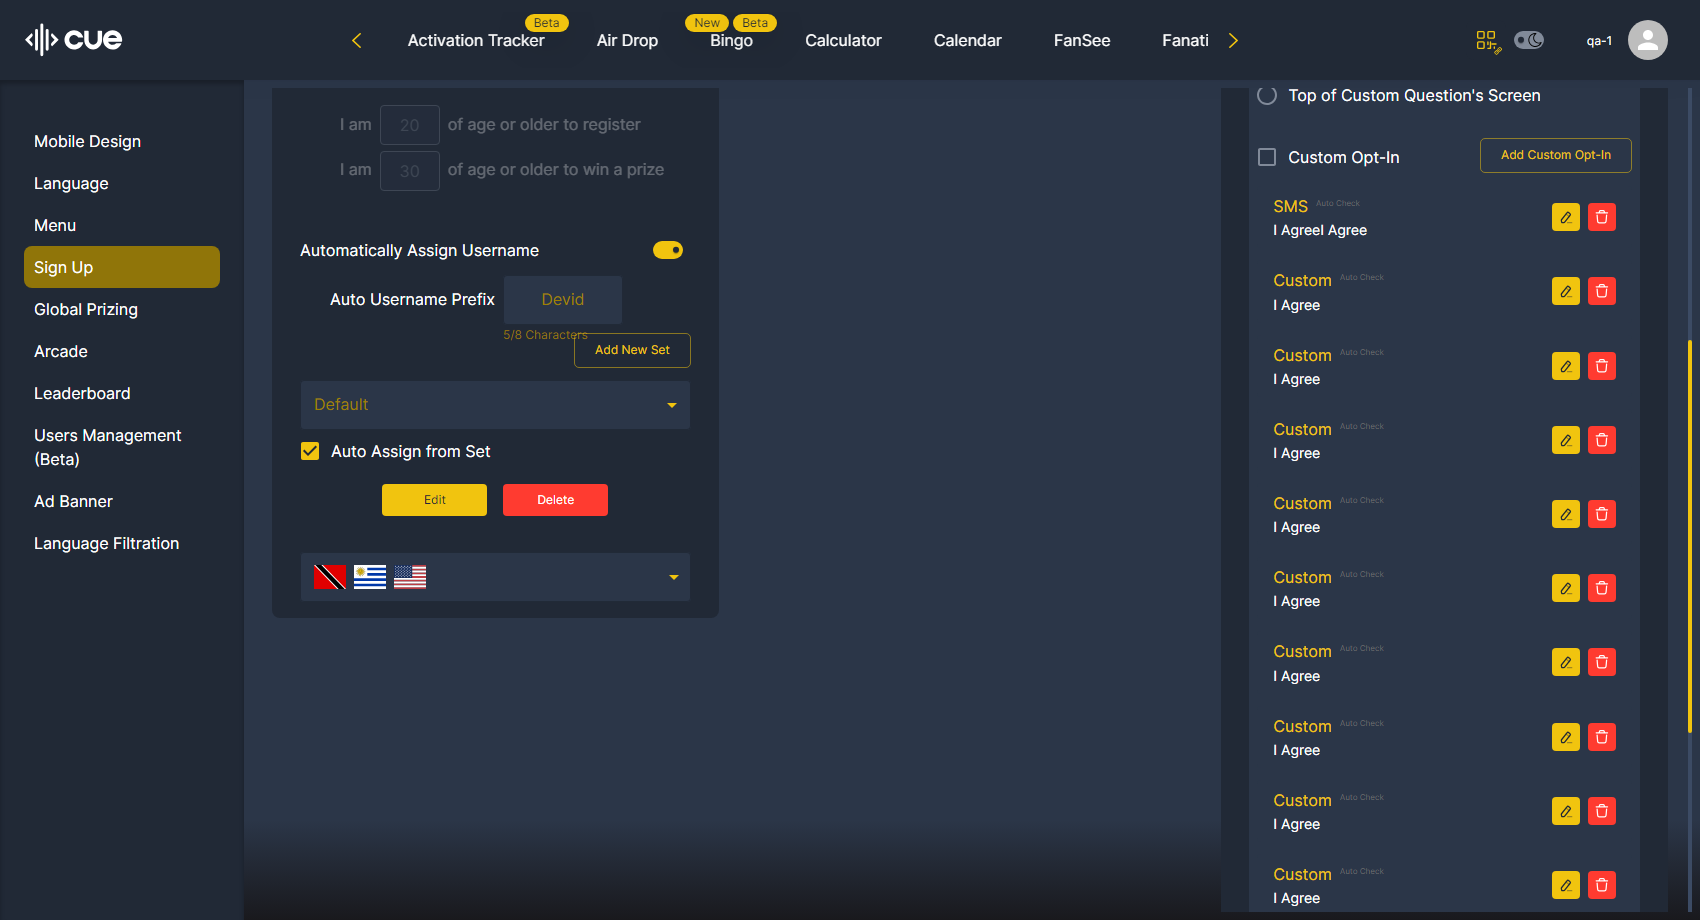 cue
Beta
New
Beta
Activation Tracker
Air Drop
Bingo
Calculator
Calendar
FanSee
Fanati
qa-1
Mobile Design
Language
Menu
Sign Up
Global Prizing
Arcade
Leaderboard
Users Management
(Beta)
Ad Banner
Language Filtration
I am 20 of age or older to register
I am 30 of age or older to win a prize
Automatically Assign Username
Auto Username Prefix Devid
5/8 Characters
Add New Set
Default
Auto Assign from Set
Edit
Delete
Top of Custom Question's Screen
Custom Opt-In
Add Custom Opt-In
SMS Auto Check
I AgreeI Agree
Custom Auto Check
I Agree
Custom Auto Check
I Agree
Custom Auto Check
I Agree
Custom Auto Check
I Agree
Custom Auto Check
I Agree
Custom Auto Check
I Agree
Custom Auto Check
I Agree
Custom Auto Check
I Agree
Custom Auto Check
I Agree